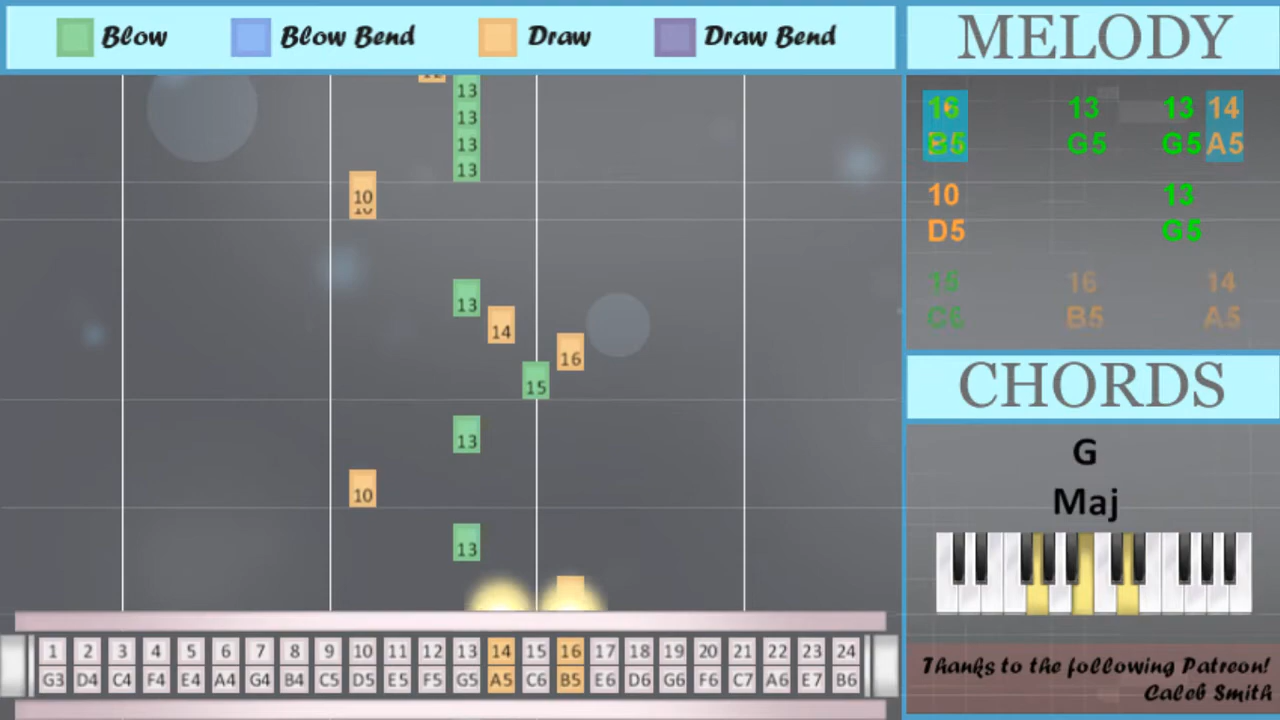 Blow Blow Bend Draw Draw Bend
MELODY
13
13
13
13
10
13
14
16
15
13
10
13
16 13 13 14
B5 G5 G5 A5
10 13
D5 G5
15 16 14
C6 B5 A5
CHORDS
G
Maj
1 2 3 4 5 6 7 8 9 10 11 12 13 14 15 16 17 18 19 20 21 22 23 24
G3 D4 C4 F4 E4 A4 G4 B4 C5 D5 E5 F5 G5 A5 C6 B5 E6 D6 G6 F6 C7 A6 E7 B6
Thanks to the following Patreon!
Caleb Smith